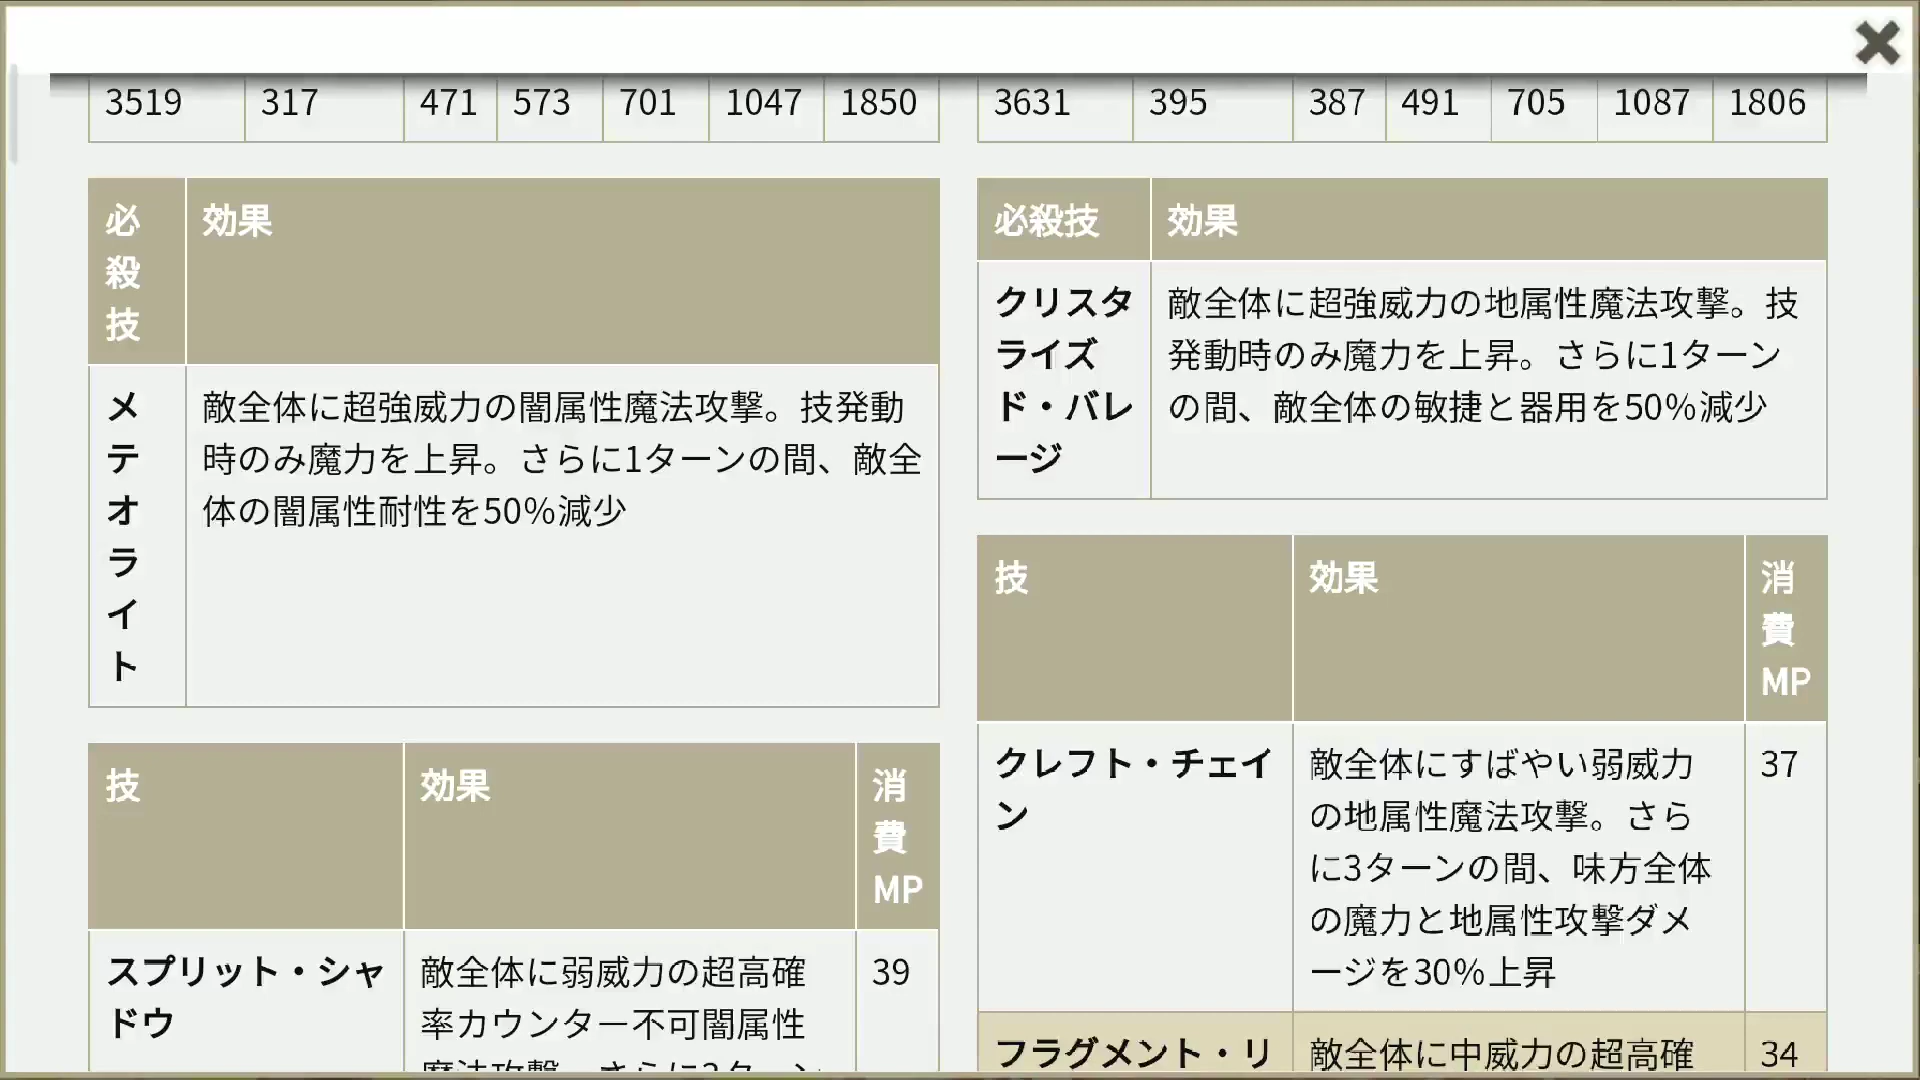 3519 317 471 573 701 1047 1850
必
殺
技
効果
メ
テ
オ
ラ
イ
ト
敵全体に超強威力の闇属性魔法攻撃。技発動
時のみ魔力を上昇。さらに1ターンの間、敵全
体の闇属性耐性を50%減少
技
効果
消
費
MP
スプリット・シャ
ドウ
敵全体に弱威力の超高確
率カウンター不可闇属性
39
3631 395 387 491 705 1087 1806
必殺技
効果
クリスタ
ライズ
ド・バレ
ージ
敵全体に超強威力の地属性魔法攻撃。技
発動時のみ魔力を上昇。さらに1ターン
の間、敵全体の敏捷と器用を50%減少
技
効果
消
費
MP
クレフト・チェイ
ン
敵全体にすばやい弱威力
の地属性魔法攻撃。さら
に3ターンの間、味方全体
の魔力と地属性攻撃ダメ
ージを30%上昇
37
フラグメント・リ
敵全体に中威力の超高確
34